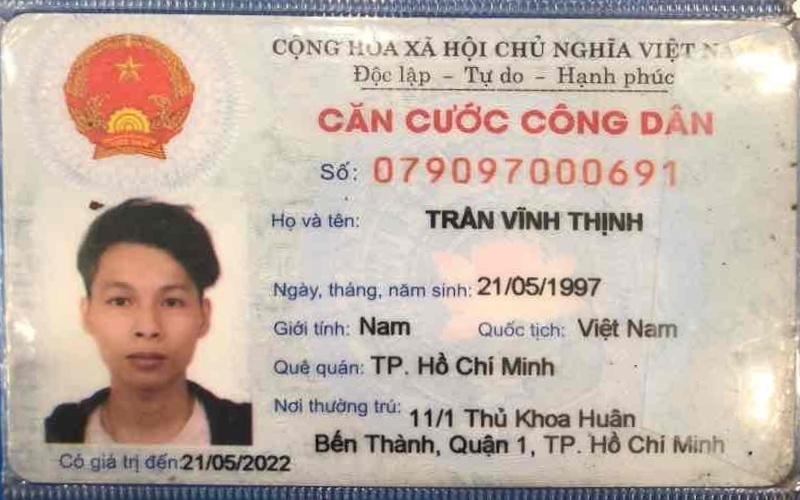 CỘNG HÒA XÃ HỘI CHỦ NGHĨA VIỆT NAM
Độc lập - Tự do - Hạnh phúc
CĂN CƯỚC CÔNG DÂN
Số: 079097000691
Họ và tên: TRẦN VĨNH THỊNH
Ngày, tháng, năm sinh: 21/05/1997
Giới tính: Nam Quốc tịch: Việt Nam
Quê quán: TP. Hồ Chí Minh
Nơi thường trú: 11/1 Thủ Khoa Huân
Bến Thành, Quận 1, TP. Hồ Chí Minh
Có giá trị đến: 21/05/2022